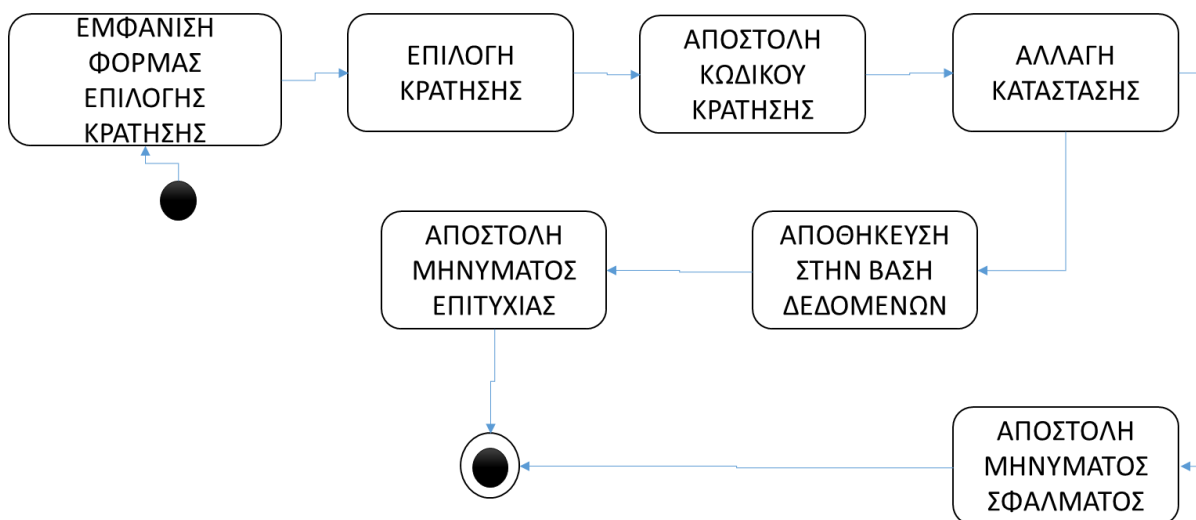 ΕΜΦΑΝΙΣΗ
ΦΟΡΜΑΣ
ΕΠΙΛΟΓΗΣ
ΚΡΑΤΗΣΗΣ
ΕΠΙΛΟΓΗ
ΚΡΑΤΗΣΗΣ
ΑΠΟΣΤΟΛΗ
ΚΩΔΙΚΟΥ
ΚΡΑΤΗΣΗΣ
ΑΛΛΑΓΗ
ΚΑΤΑΣΤΑΣΗΣ
ΑΠΟΣΤΟΛΗ
ΜΗΝΥΜΑΤΟΣ
ΕΠΙΤΥΧΙΑΣ
ΑΠΟΘΗΚΕΥΣΗ
ΣΤΗΝ ΒΑΣΗ
ΔΕΔΟΜΕΝΩΝ
ΑΠΟΣΤΟΛΗ
ΜΗΝΥΜΑΤΟΣ
ΣΦΑΛΜΑΤΟΣ